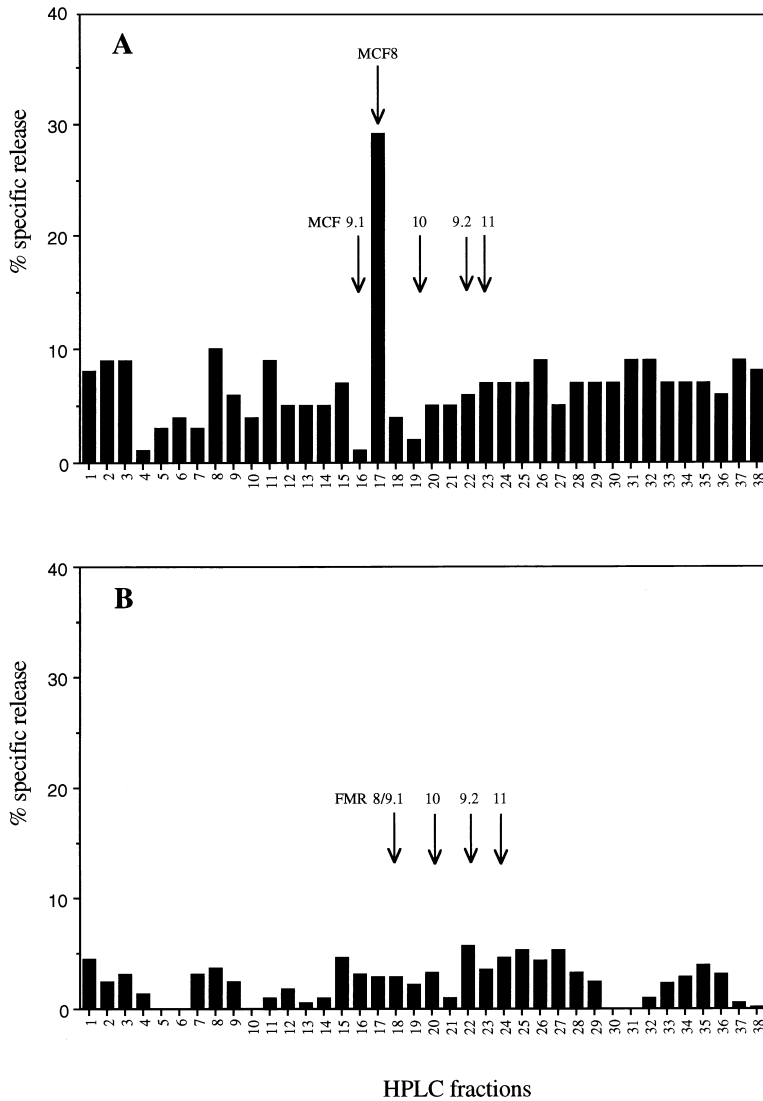 A
MCF8
MCF 9.1 10 9.2 11
% specific release
40
30
20
10
0
1 2 3 4 5 6 7 8 9 10 11 12 13 14 15 16 17 18 19 20 21 22 23 24 25 26 27 28 29 30 31 32 33 34 35 36 37 38
B
FMR 8/9.1 10 9.2 11
% specific release
40
30
20
10
0
1 2 3 4 5 6 7 8 9 10 11 12 13 14 15 16 17 18 19 20 21 22 23 24 25 26 27 28 29 30 31 32 33 34 35 36 37 38
HPLC fractions